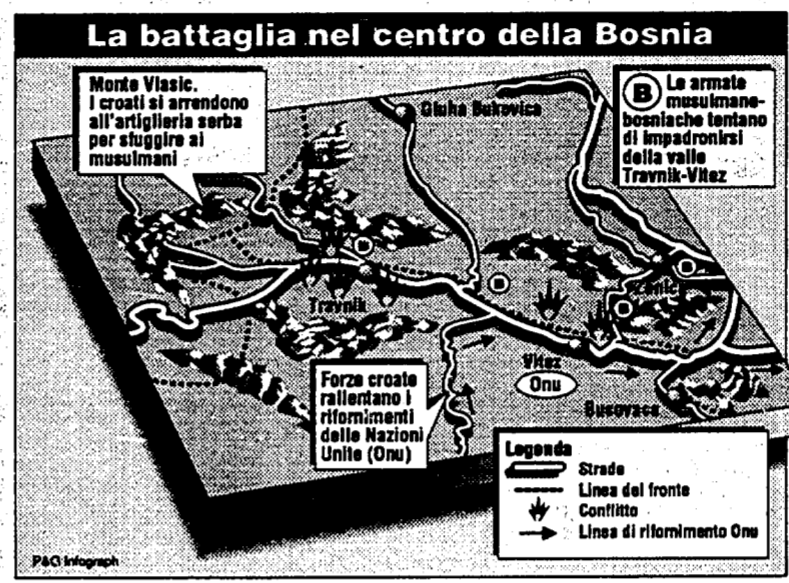 La battaglia nel centro della Bosnia
Monte Vlasic.
I croati si arrendono
all'artiglieria serba
per sfuggire ai
musulmani
B Le armate
musulmane-
bosniache tentano
di impadronirsi
della valle
Travnik-Vitez
Gluha Bukovica
B
B
B
B
Zenica
Travnik
Vitez
Onu
Busovaca
Forze croate
rallentano i
rifornimenti
delle Nazioni
Unite (Onu)
Legenda
Strade
Linea del fronte
Conflitto
Linea di rifornimento Onu
P&G Infograph